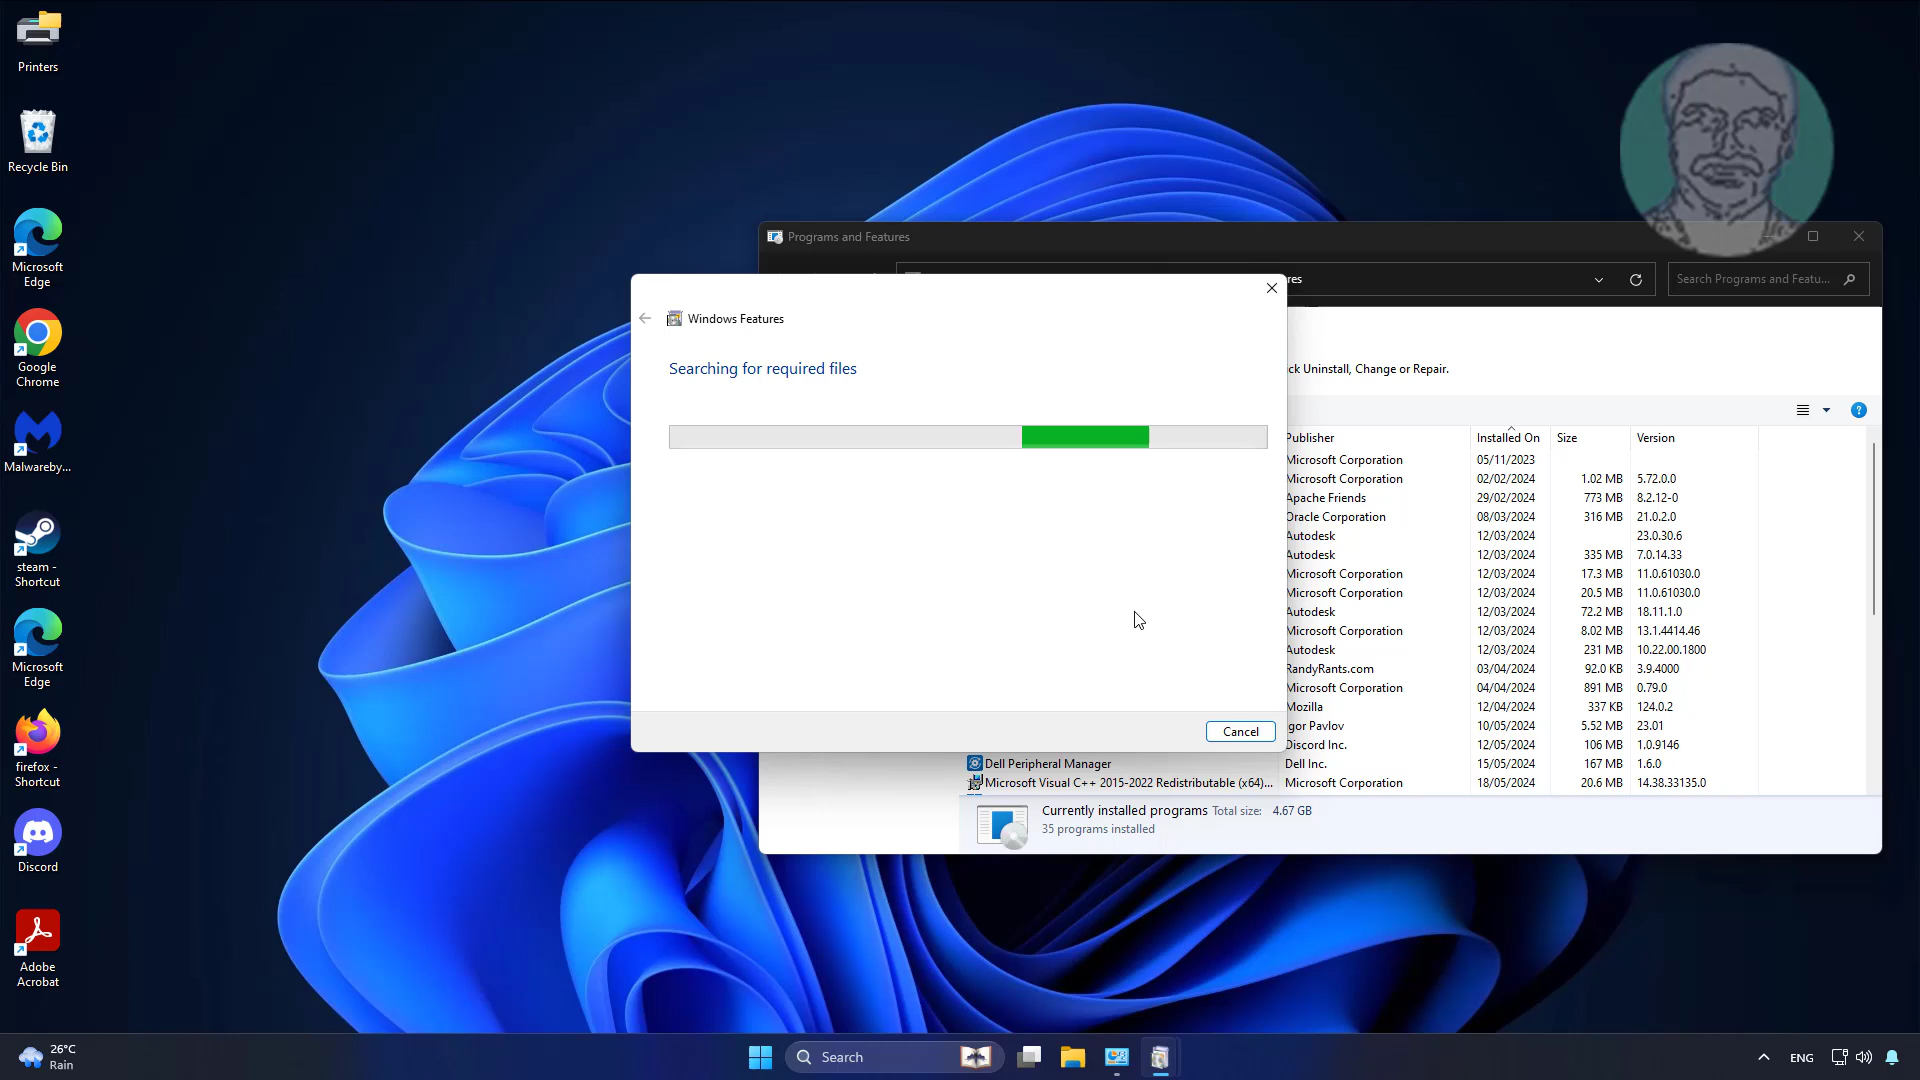 Printers
Recycle Bin
Microsoft
Edge
Google
Chrome
Malwareby...
steam -
Shortcut
Microsoft
Edge
firefox -
Shortcut
Discord
Adobe
Acrobat
Programs and Features
res
Search Programs and Featu...
Windows Features
Searching for required files
Cancel
ck Uninstall, Change or Repair.
Publisher Installed On Size Version
Microsoft Corporation 05/11/2023
Microsoft Corporation 02/02/2024 1.02 MB 5.72.0.0
Apache Friends 29/02/2024 773 MB 8.2.12-0
Oracle Corporation 08/03/2024 316 MB 21.0.2.0
Autodesk 12/03/2024 23.0.30.6
Autodesk 12/03/2024 335 MB 7.0.14.33
Microsoft Corporation 12/03/2024 17.3 MB 11.0.61030.0
Microsoft Corporation 12/03/2024 20.5 MB 11.0.61030.0
Autodesk 12/03/2024 72.2 MB 18.11.1.0
Microsoft Corporation 12/03/2024 8.02 MB 13.1.4414.46
Autodesk 12/03/2024 231 MB 10.22.00.1800
RandyRants.com 03/04/2024 92.0 KB 3.9.4000
Microsoft Corporation 04/04/2024 891 MB 0.79.0
Mozilla 12/04/2024 337 KB 124.0.2
Igor Pavlov 10/05/2024 5.52 MB 23.01
Discord Inc. 12/05/2024 106 MB 1.0.9146
Dell Peripheral Manager Dell Inc. 15/05/2024 167 MB 1.6.0
Microsoft Visual C++ 2015-2022 Redistributable (x64)... Microsoft Corporation 18/05/2024 20.6 MB 14.38.33135.0
Currently installed programs Total size: 4.67 GB
35 programs installed
26°C
Rain
Search
ENG